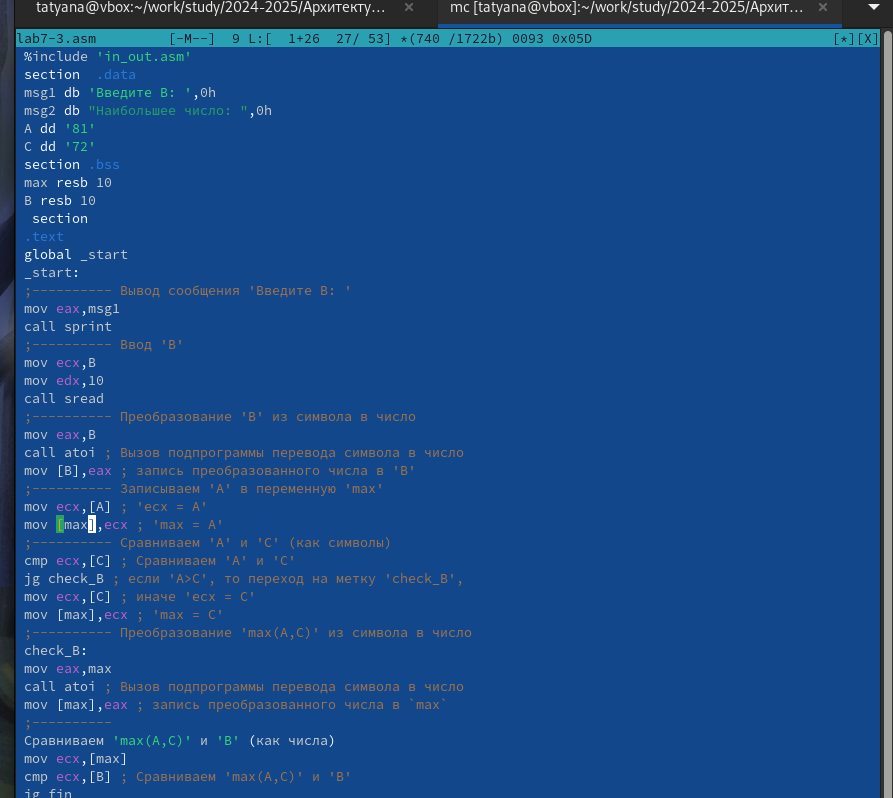 tatyana@vbox:~/work/study/2024-2025/Архитекту... × mc [tatyana@vbox]:~/work/study/2024-2025/Архит... ×
lab7-3.asm [-M--] 9 L:[ 1+26 27/ 53] *(740 /1722b) 0093 0x05D [*][X]
%include 'in_out.asm'
section .data
msg1 db 'Введите B: ',0h
msg2 db "Наибольшее число: ",0h
A dd '81'
C dd '72'
section .bss
max resb 10
B resb 10
section
.text
global _start
_start:
;---------- Вывод сообщения 'Введите B: '
mov eax,msg1
call sprint
;---------- Ввод 'B'
mov ecx,B
mov edx,10
call sread
;---------- Преобразование 'B' из символа в число
mov eax,B
call atoi ; Вызов подпрограммы перевода символа в число
mov [B],eax ; запись преобразованного числа в 'B'
;---------- Записываем 'A' в переменную 'max'
mov ecx,[A] ; 'ecx = A'
mov [max],ecx ; 'max = A'
;---------- Сравниваем 'A' и 'С' (как символы)
cmp ecx,[C] ; Сравниваем 'A' и 'С'
jg check_B ; если 'A>C', то переход на метку 'check_B',
mov ecx,[C] ; иначе 'ecx = C'
mov [max],ecx ; 'max = C'
;---------- Преобразование 'max(A,C)' из символа в число
check_B:
mov eax,max
call atoi ; Вызов подпрограммы перевода символа в число
mov [max],eax ; запись преобразованного числа в `max`
;----------
Сравниваем 'max(A,C)' и 'B' (как числа)
mov ecx,[max]
cmp ecx,[B] ; Сравниваем 'max(A,C)' и 'B'
jg fin